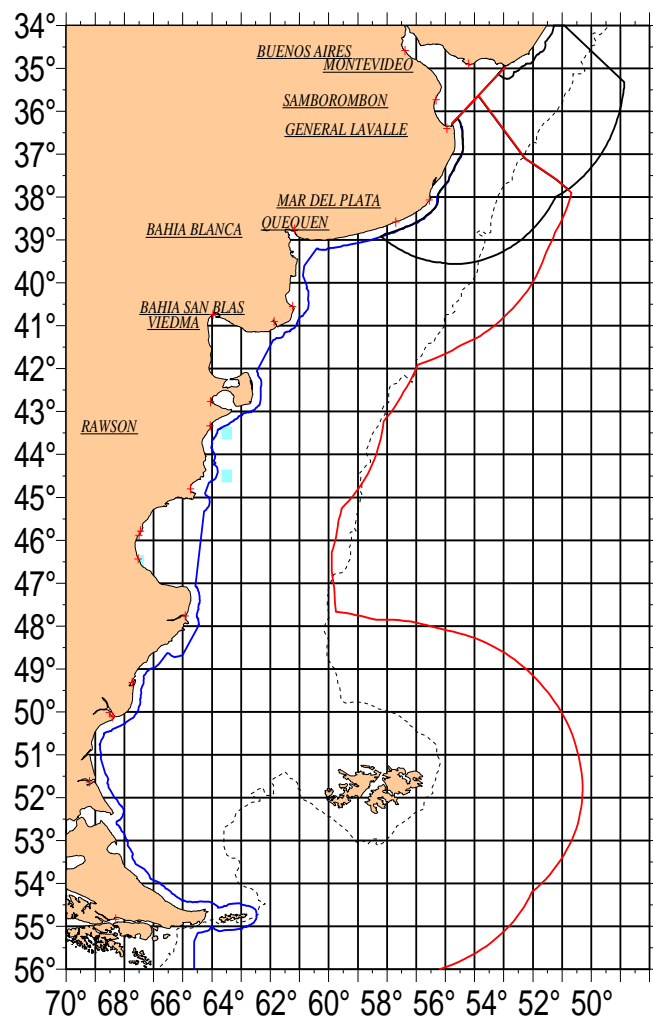 34°
BUENOS AIRES
MONTEVIDEO
35°
SAMBOROMBON
36°
GENERAL LAVALLE
37°
38°
MAR DEL PLATA
QUEQUEN
BAHIA BLANCA
39°
40°
BAHIA SAN BLAS
VIEDMA
41°
42°
43°
RAWSON
44°
45°
46°
47°
48°
49°
50°
51°
52°
53°
54°
55°
56°
70° 68° 66° 64° 62° 60° 58° 56° 54° 52° 50°